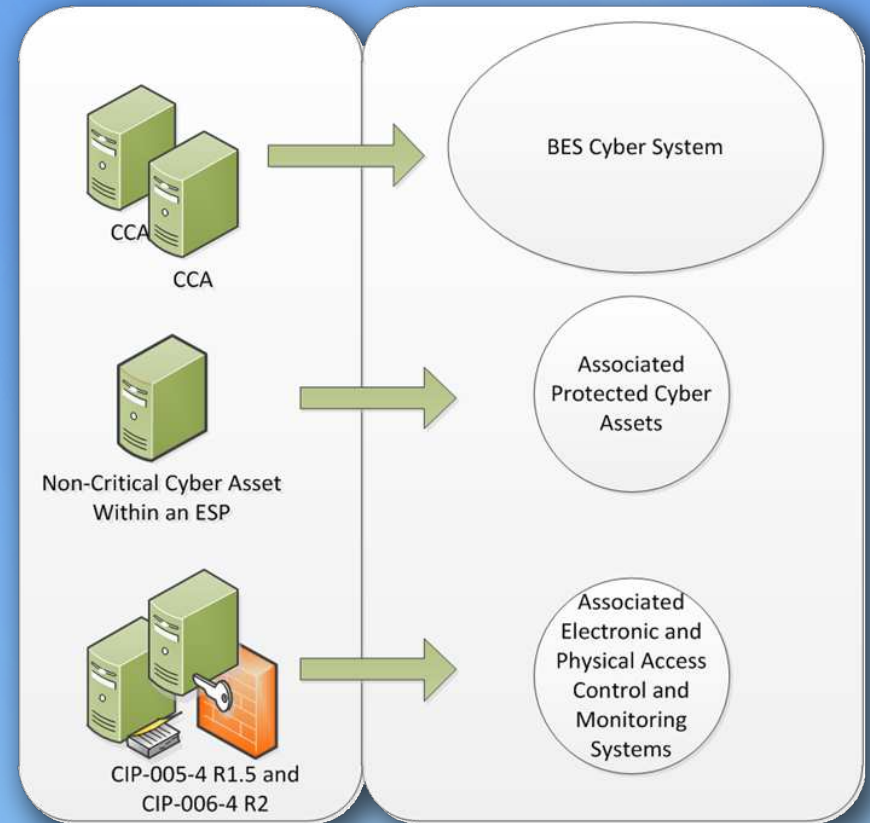 CCA
CCA
BES Cyber System
Non-Critical Cyber Asset
Within an ESP
Associated
Protected Cyber
Assets
CIP-005-4 R1.5 and
CIP-006-4 R2
Associated
Electronic and
Physical Access
Control and
Monitoring
Systems